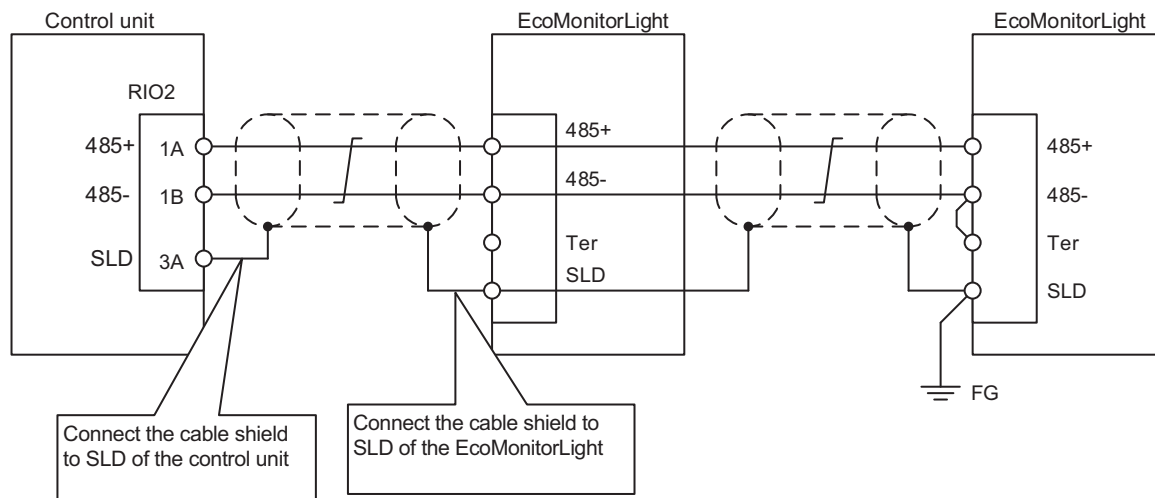 Control unit
EcoMonitorLight
EcoMonitorLight
RIO2
485+
1A
485-
1B
SLD
3A
485+
485-
Ter
SLD
485+
485-
Ter
SLD
FG
Connect the cable shield
to SLD of the control unit
Connect the cable shield to
SLD of the EcoMonitorLight